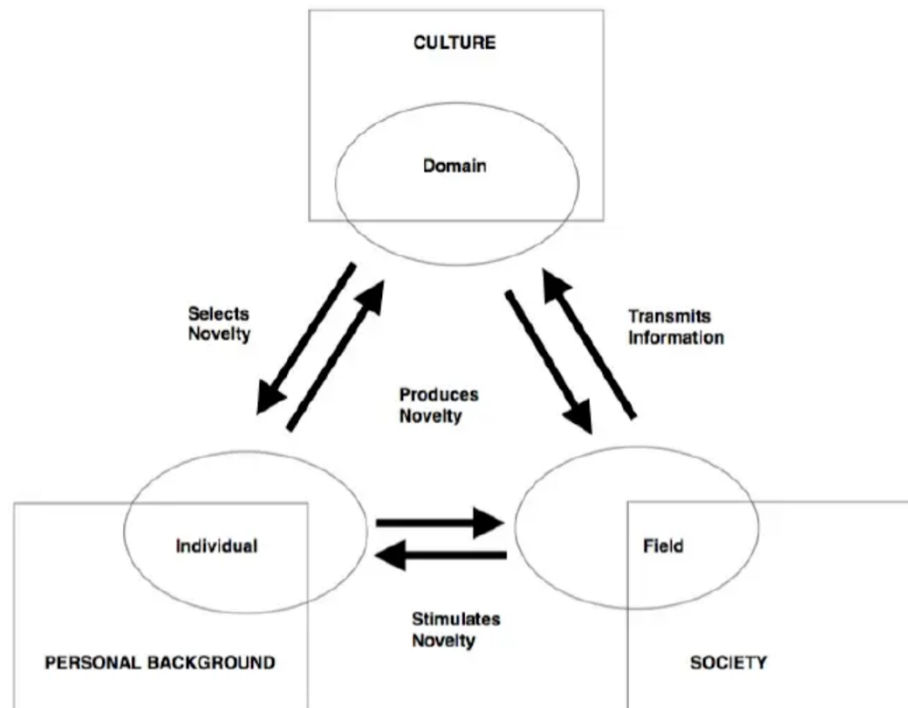 CULTURE
Domain
Selects
Novelty
Transmits
Information
Produces
Novelty
Individual
Field
Stimulates
Novelty
PERSONAL BACKGROUND
SOCIETY